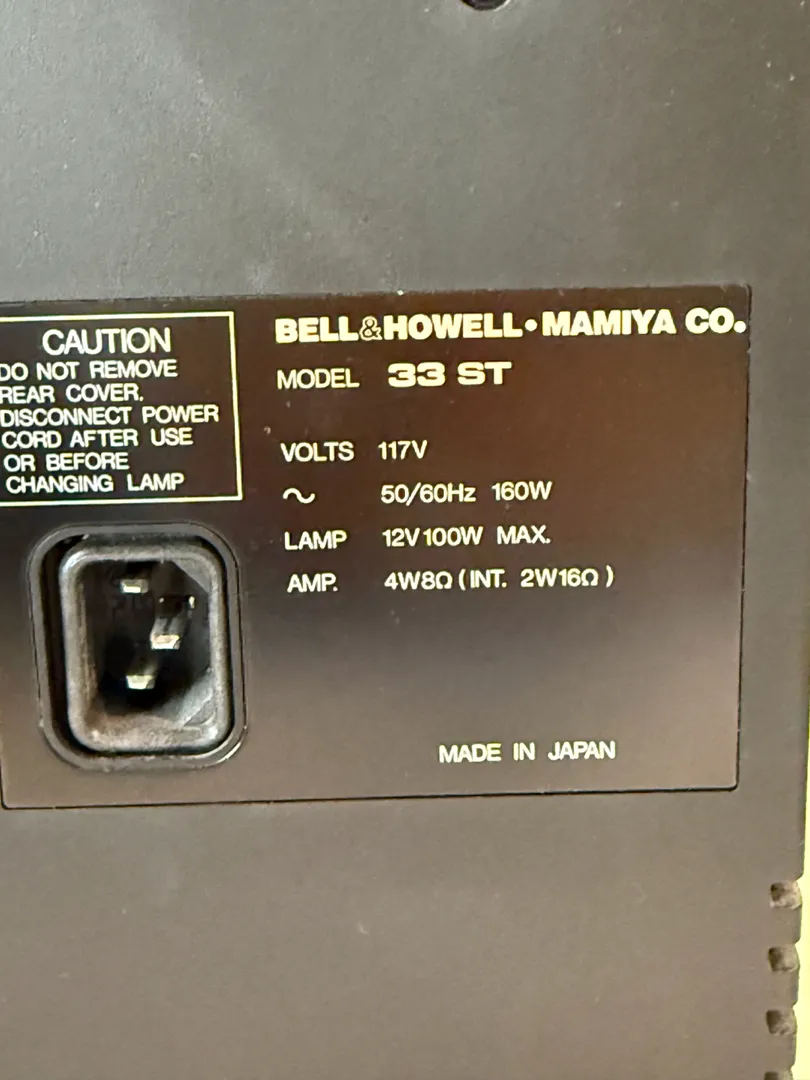 CAUTION
DO NOT REMOVE
REAR COVER.
DISCONNECT POWER
CORD AFTER USE
OR BEFORE
CHANGING LAMP
BELL&HOWELL•MAMIYA CO.
MODEL 33 ST
VOLTS 117V
~ 50/60Hz 160W
LAMP 12V100W MAX.
AMP. 4W8Ω (INT. 2W16Ω)
MADE IN JAPAN